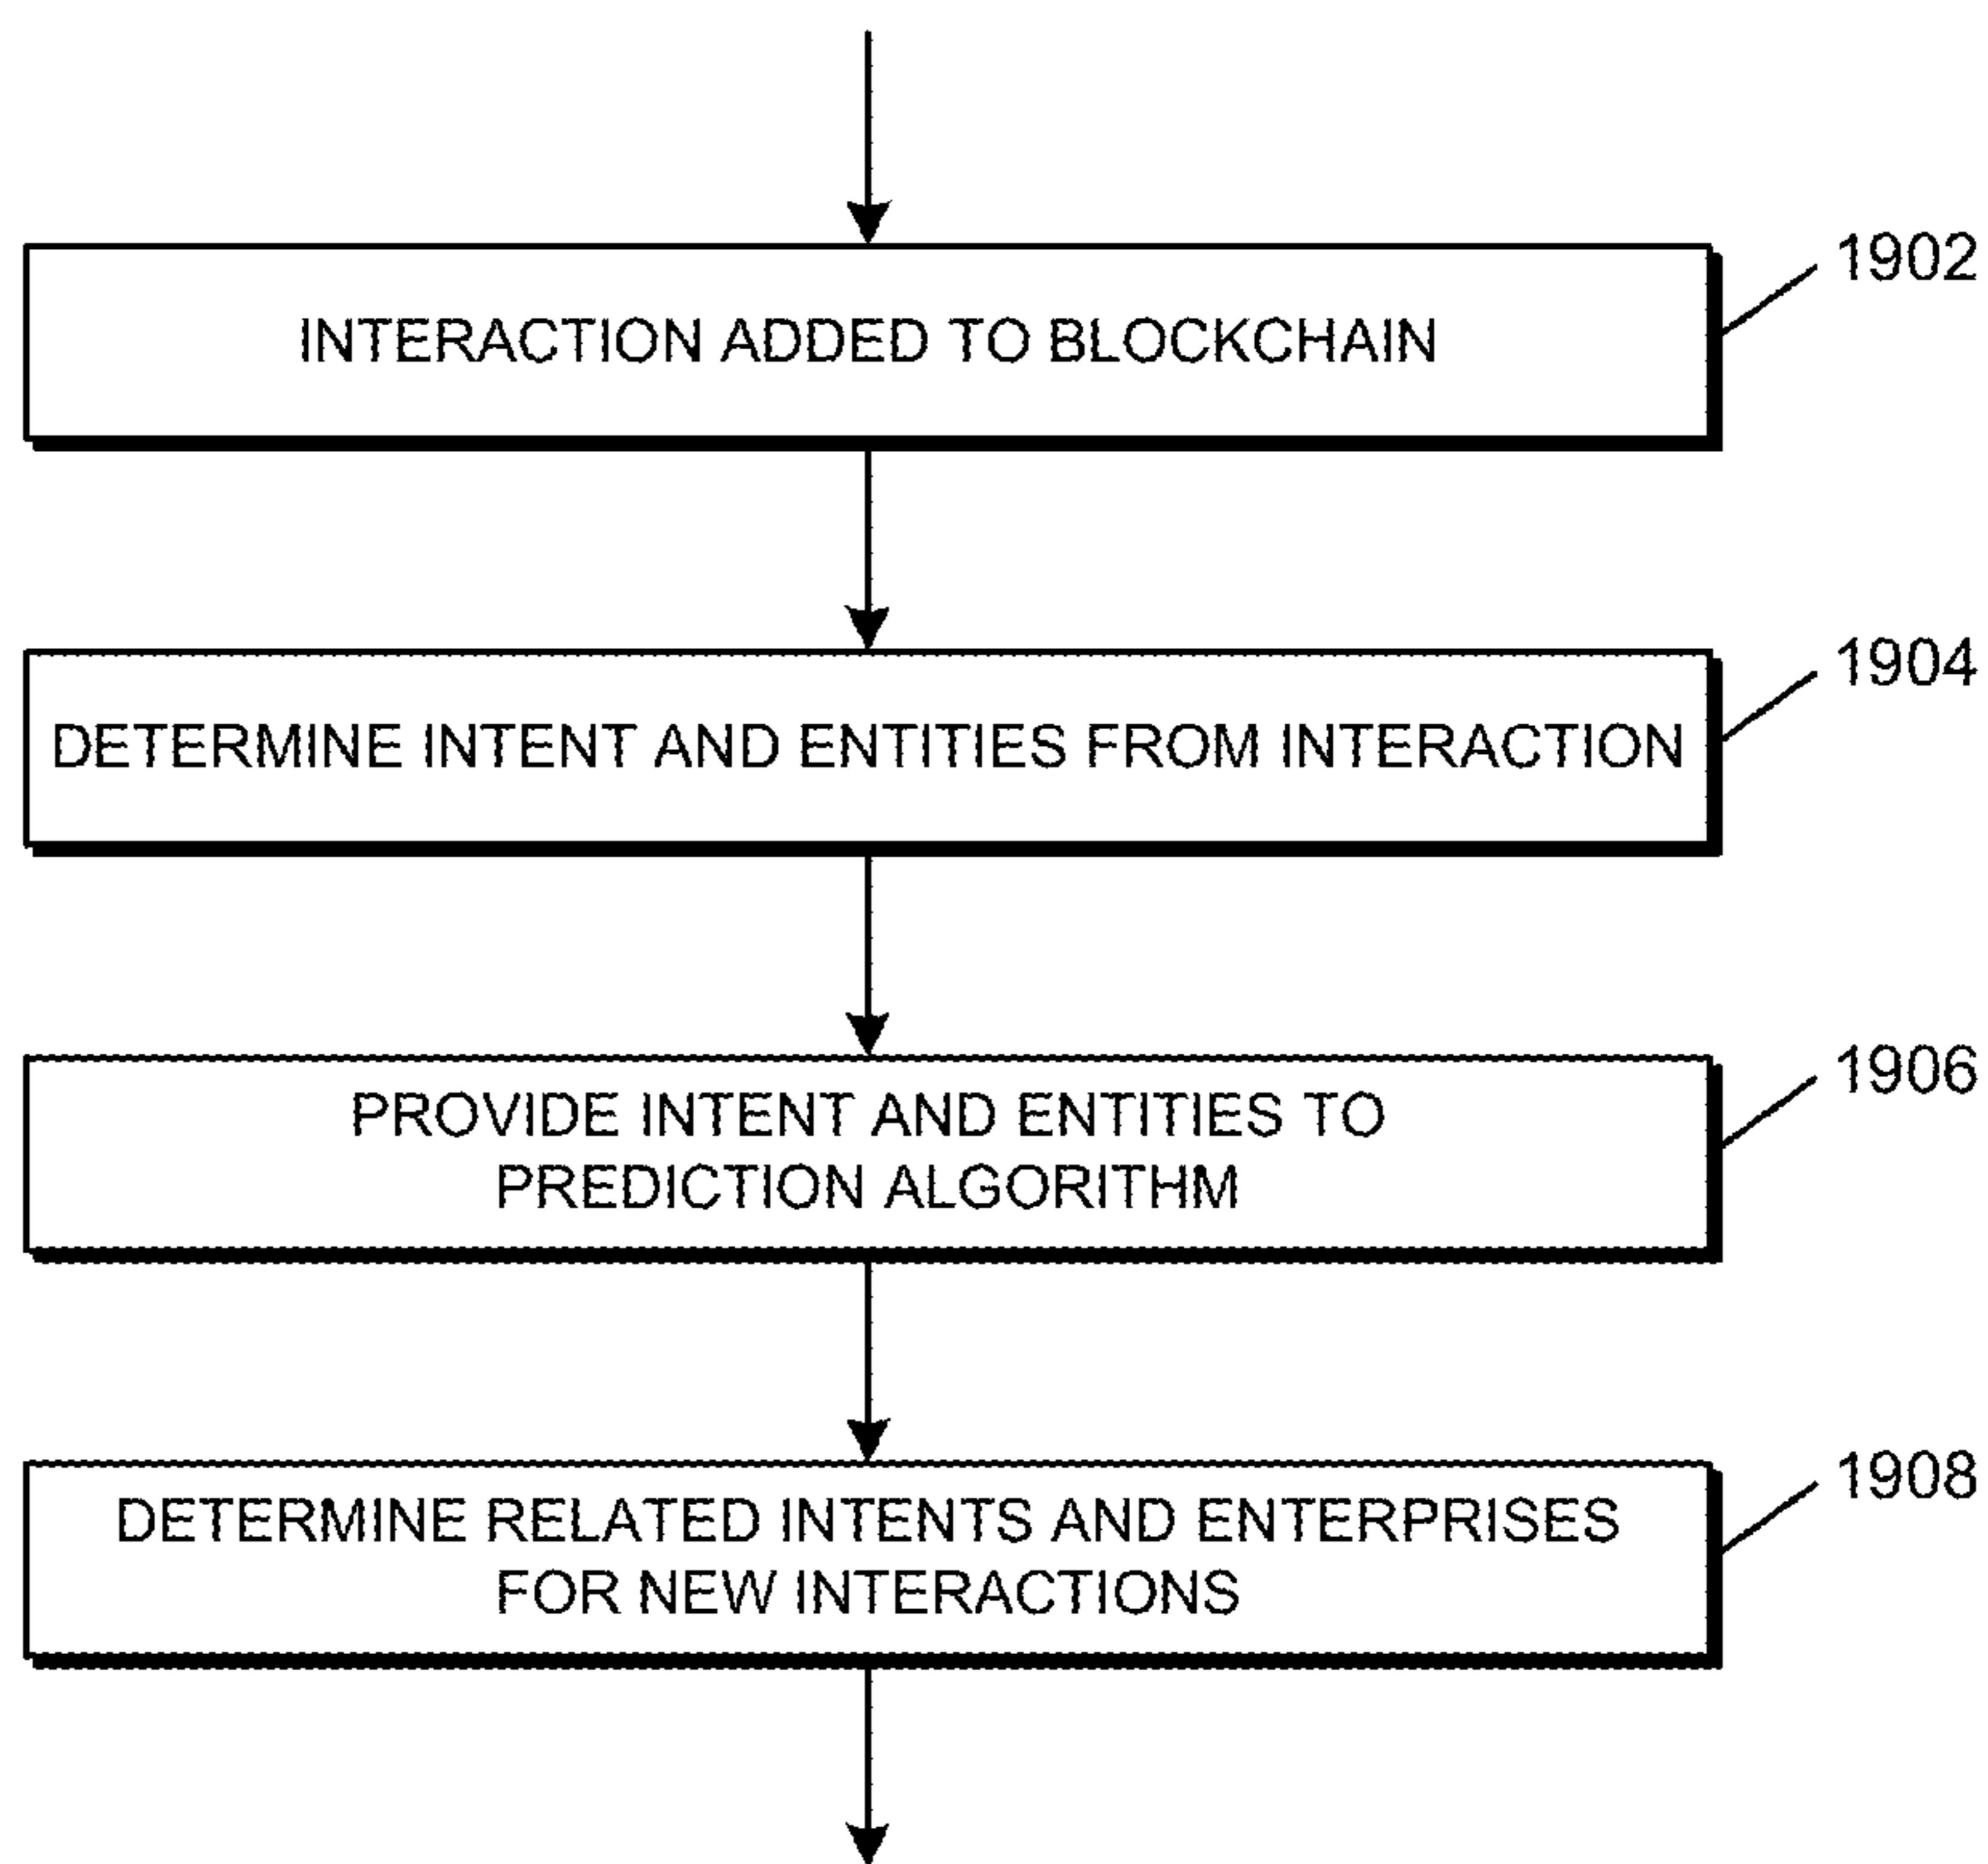 1902
INTERACTION ADDED TO BLOCKCHAIN
1904
DETERMINE INTENT AND ENTITIES FROM INTERACTION
1906
PROVIDE INTENT AND ENTITIES TO
PREDICTION ALGORITHM
1908
DETERMINE RELATED INTENTS AND ENTERPRISES
FOR NEW INTERACTIONS